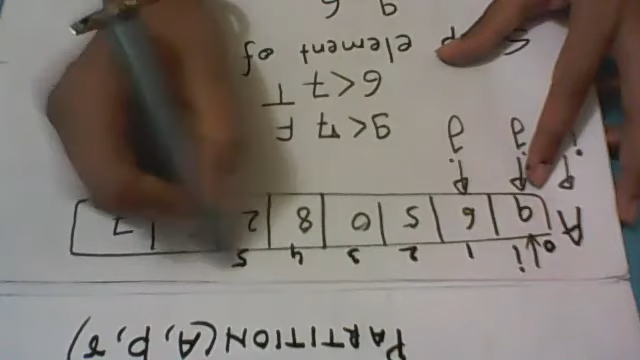 PARTITION(A, p, r)
0 1 2 3 4 5
A 9 6 5 0 8 2 7
i
i.p p.j j
9<7 F
6<7 T
element of
9 6